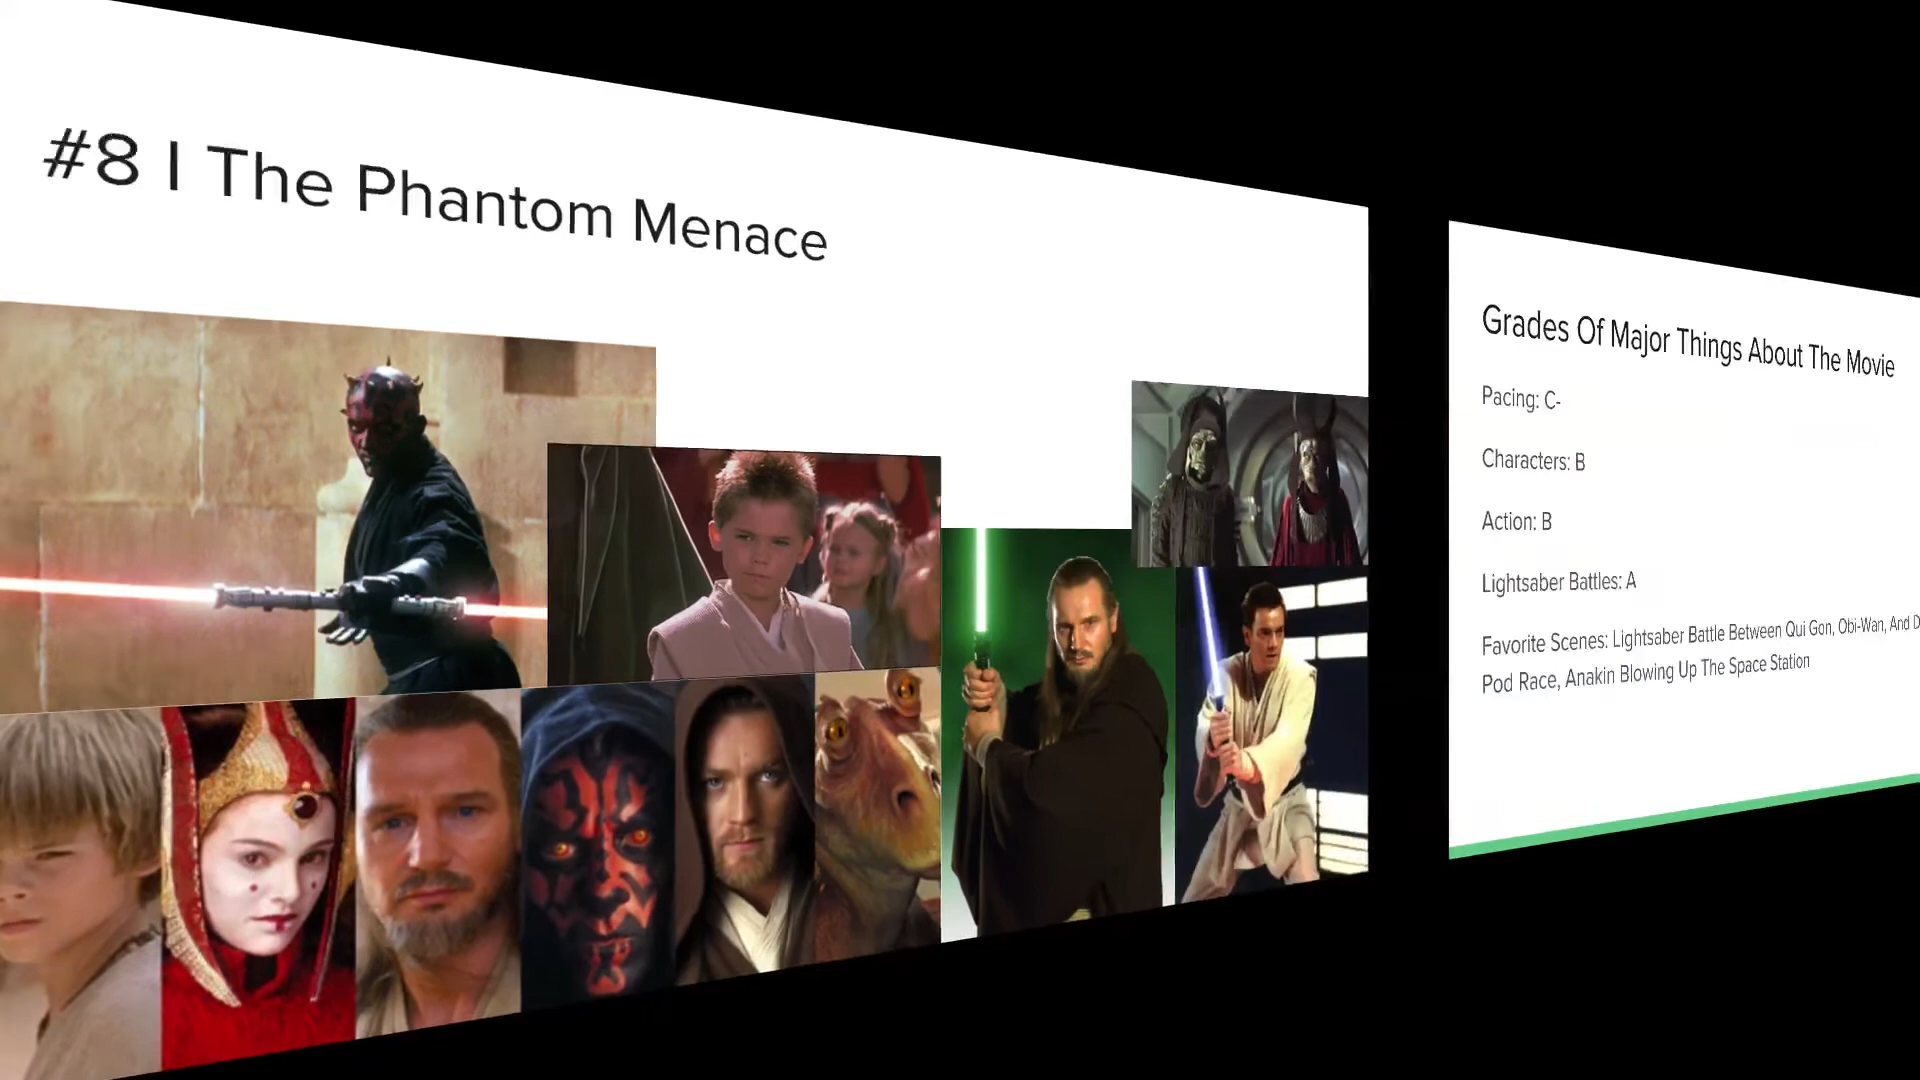 #8 I The Phantom Menace
Grades Of Major Things About The Movie
Pacing: C-
Characters: B
Action: B
Lightsaber Battles: A
Favorite Scenes: Lightsaber Battle Between Qui Gon, Obi-Wan, And D
Pod Race, Anakin Blowing Up The Space Station